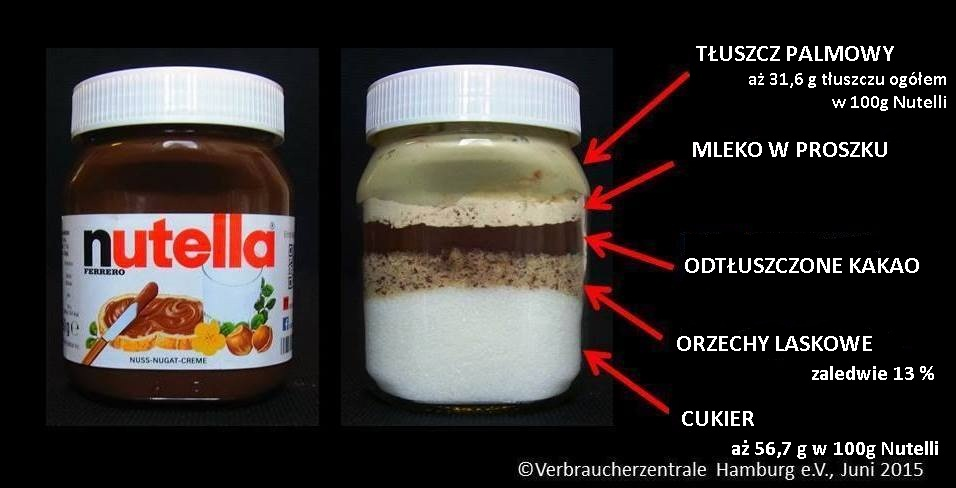 nutella
FERRERO
NUSS-NUGAT-CREME
TŁUSZCZ PALMOWY
aż 31,6 g tłuszczu ogółem
w 100g Nutelli
MLEKO W PROSZKU
ODTŁUSZCZONE KAKAO
ORZECHY LASKOWE
zaledwie 13 %
CUKIER
aż 56,7 g w 100g Nutelli
©Verbraucherzentrale Hamburg e.V., Juni 2015